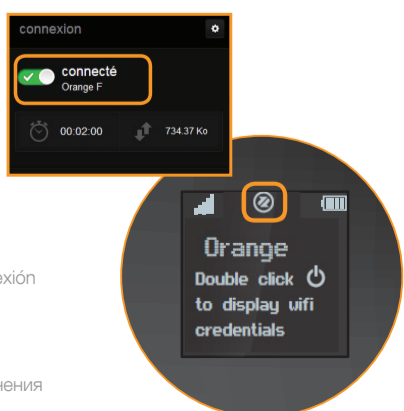 connexion
connecté
Orange F
00:02:00
734.37 Ko
Orange
Double click
to display wifi
credentials